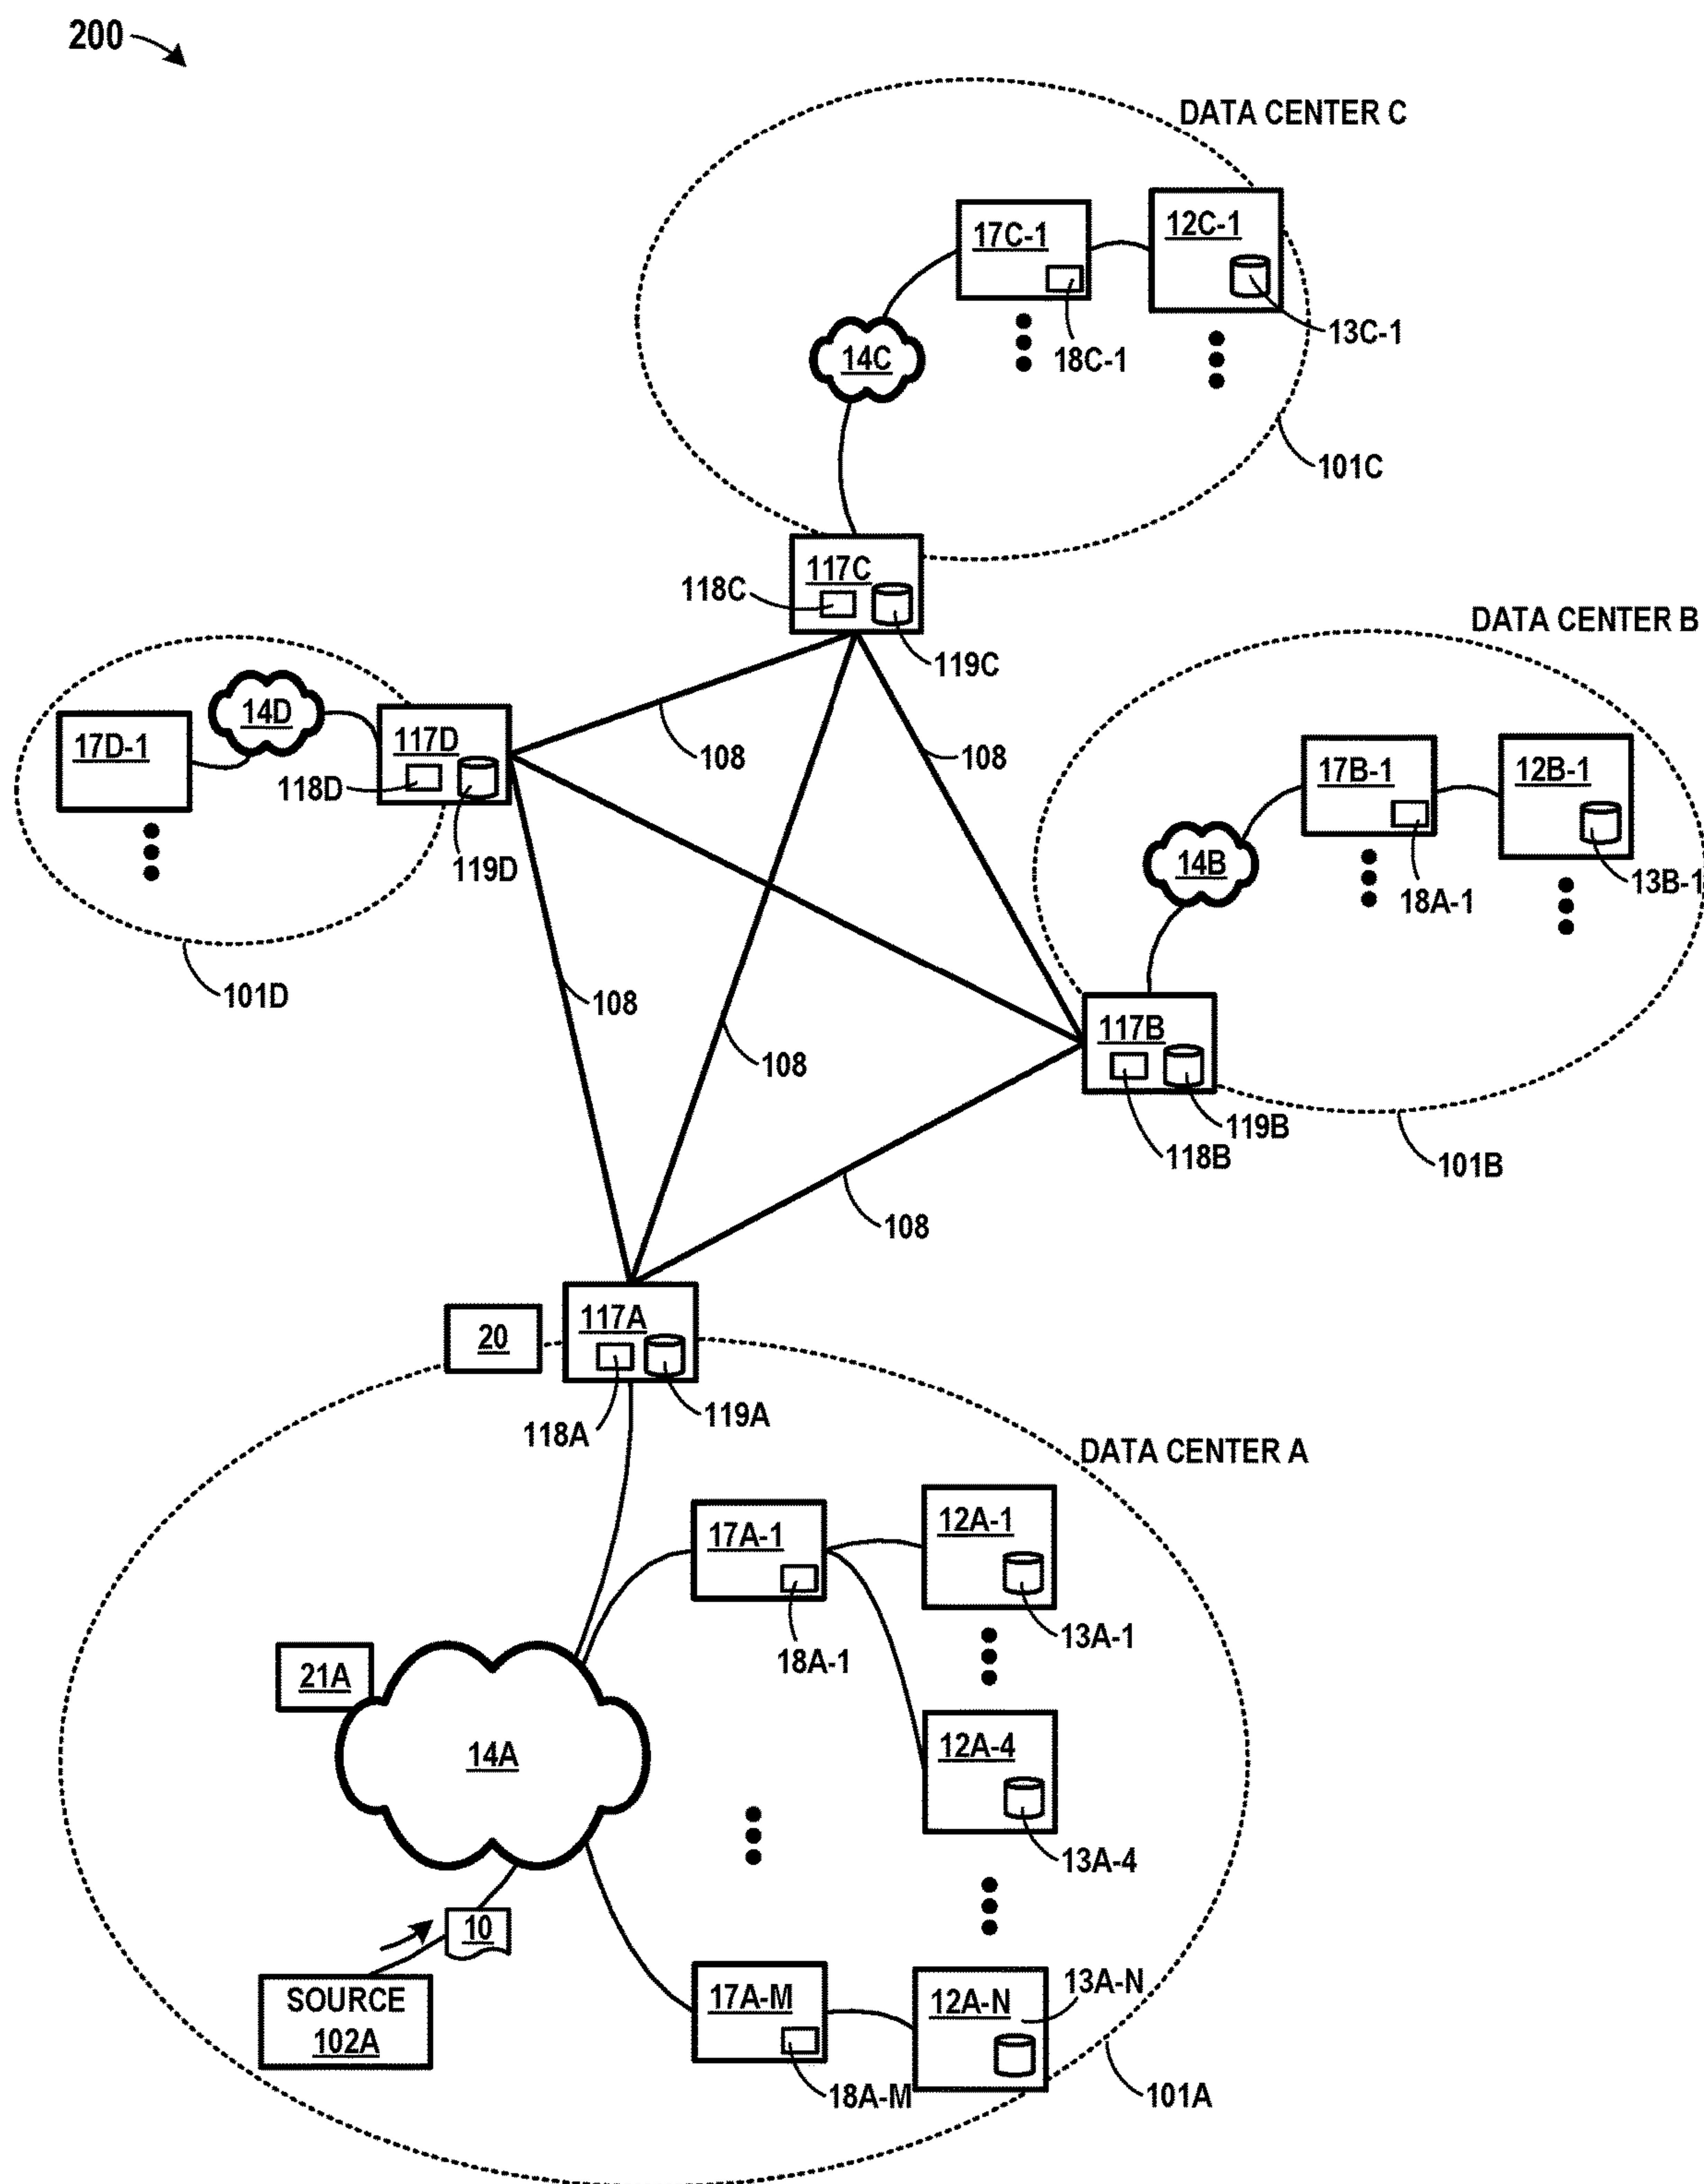 200
DATA CENTER C
17C-1
12C-1
13C-1
18C-1
14C
101C
117C
118C
119C
DATA CENTER B
14D
17D-1
117D
118D
119D
108
108
17B-1
12B-1
14B
13B-1
18A-1
101D
108
108
117B
119B
118B
101B
108
117A
20
119A
118A
DATA CENTER A
17A-1
12A-1
13A-1
18A-1
21A
14A
12A-4
13A-4
10
SOURCE
102A
17A-M
12A-N
13A-N
18A-M
101A